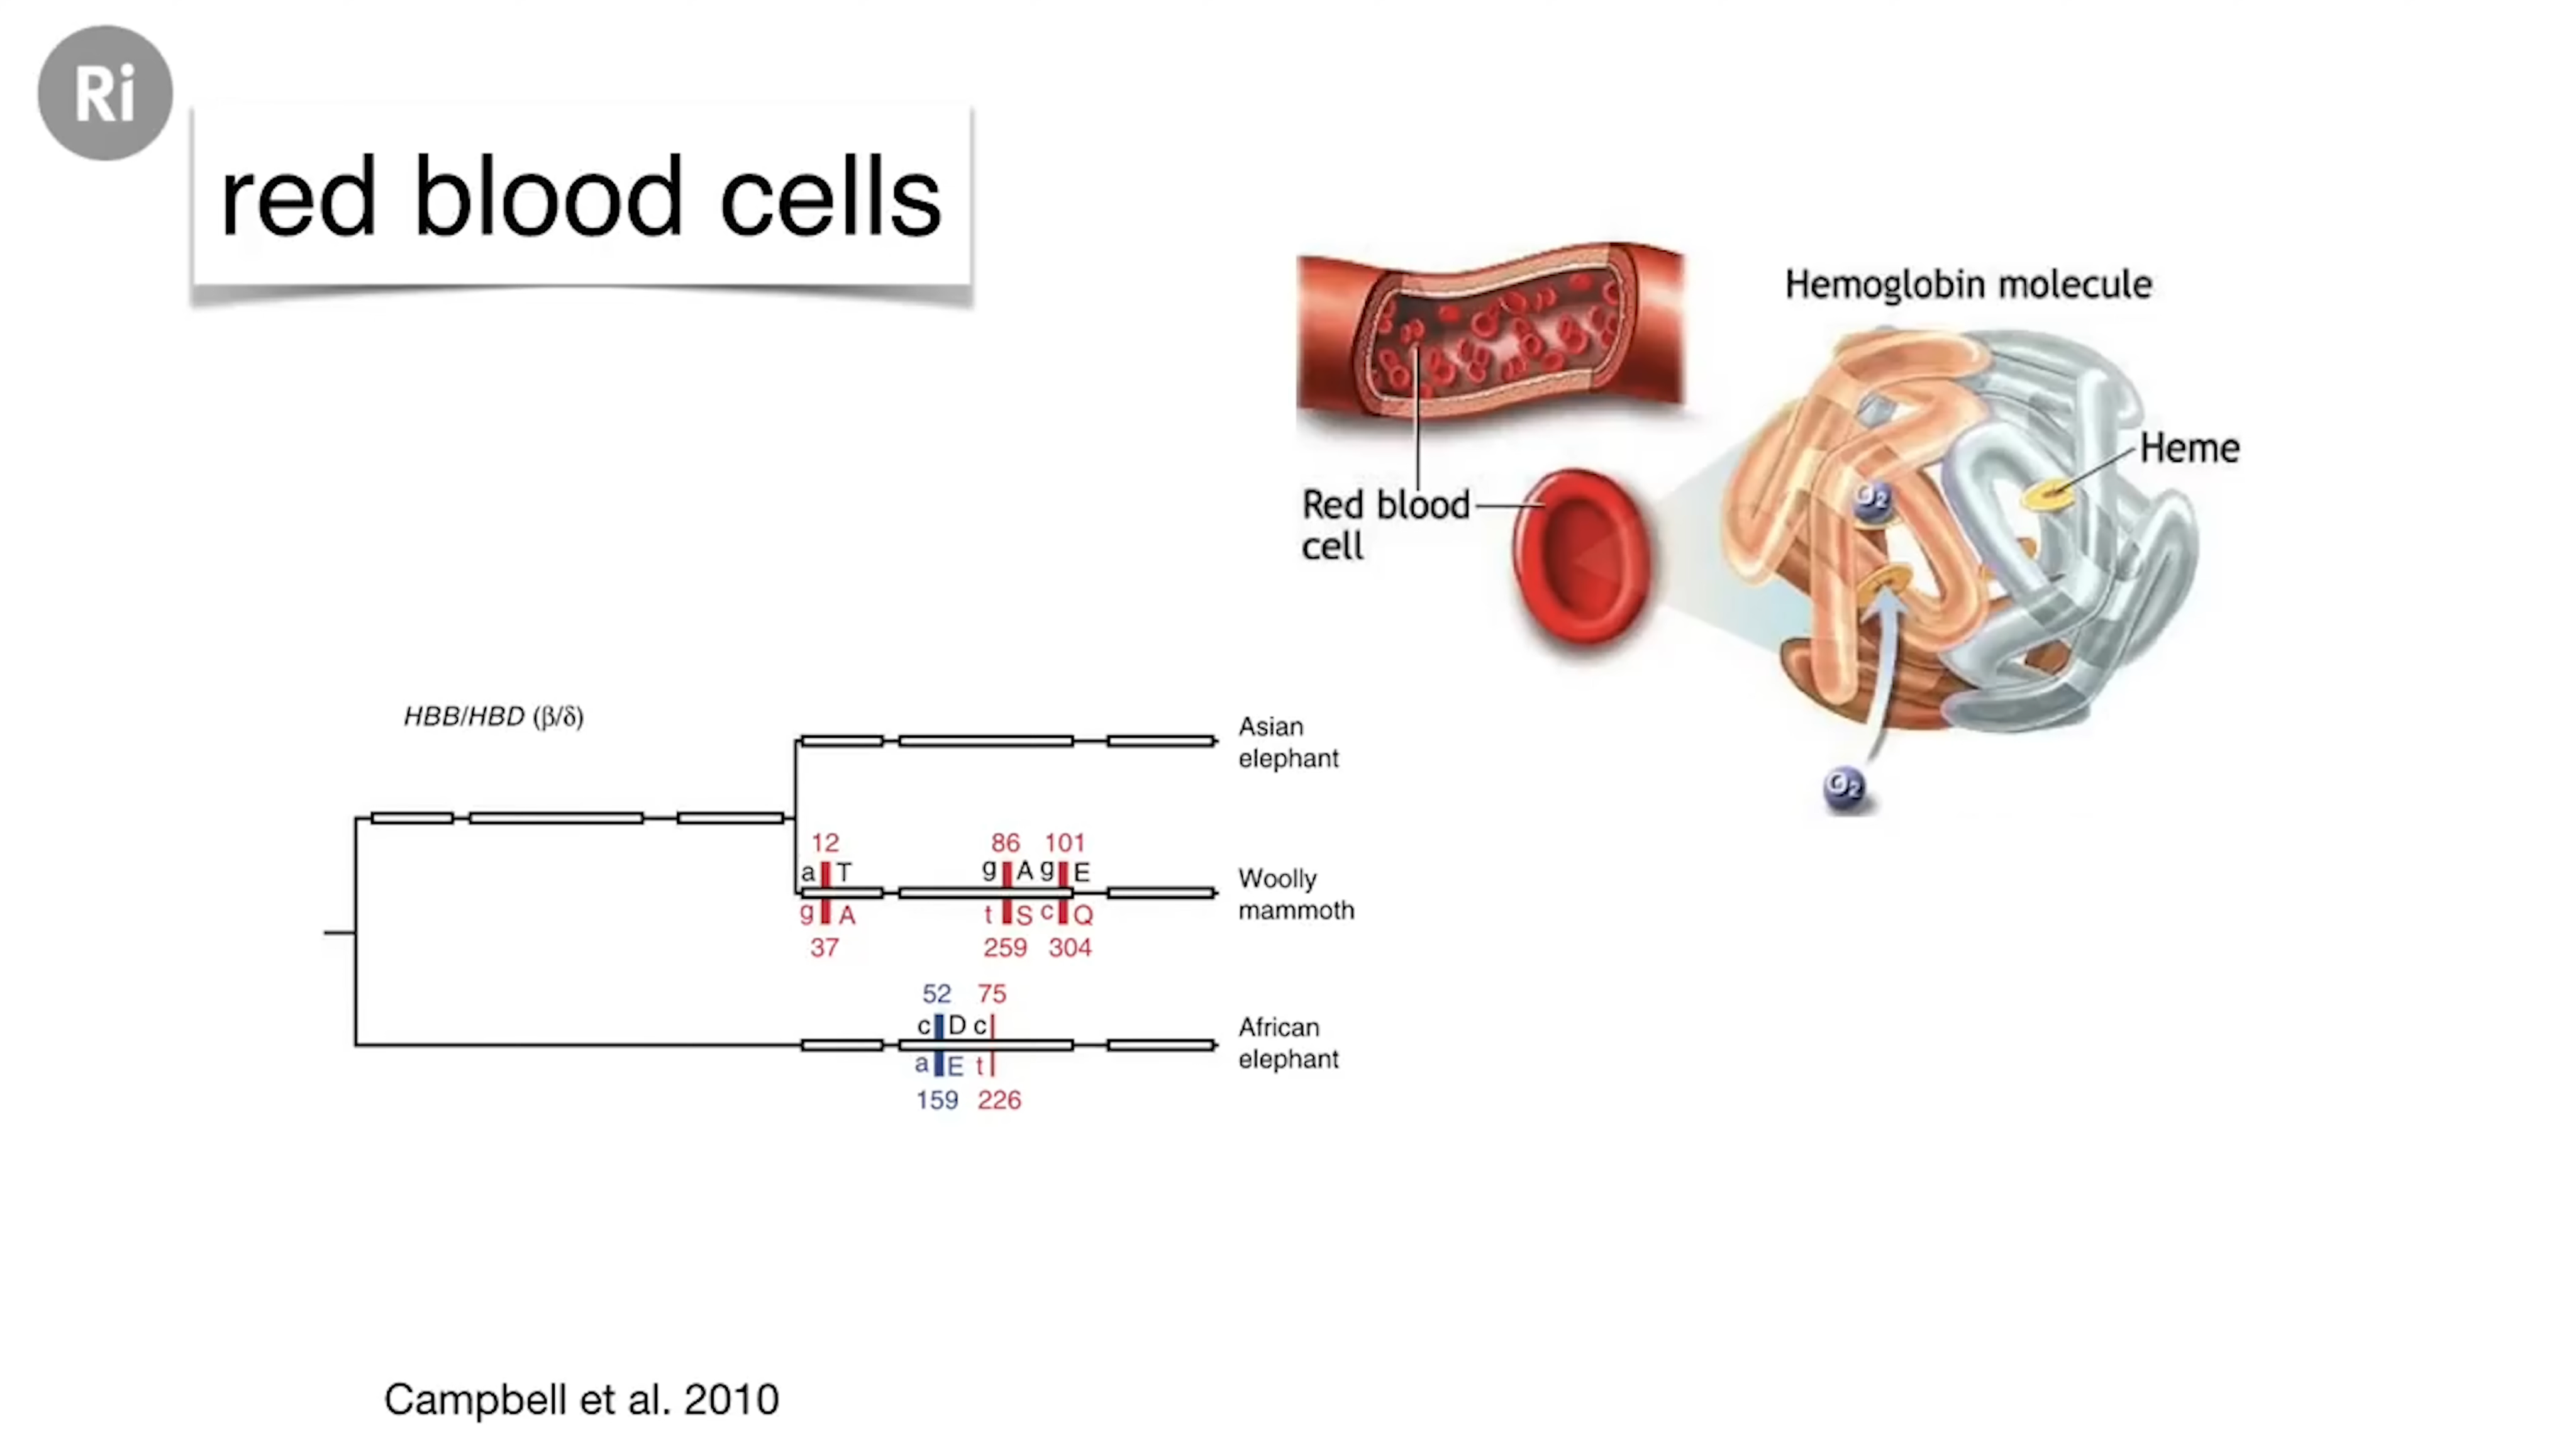 Ri
red blood cells
Hemoglobin molecule
Heme
O2
Red blood
cell
O2
HBB/HBD (β/δ)
Asian
elephant
12
86 101
a T
g A g E
Woolly
mammoth
g A
t S c Q
37
259 304
52 75
c D c
African
elephant
a E t
159 226
Campbell et al. 2010